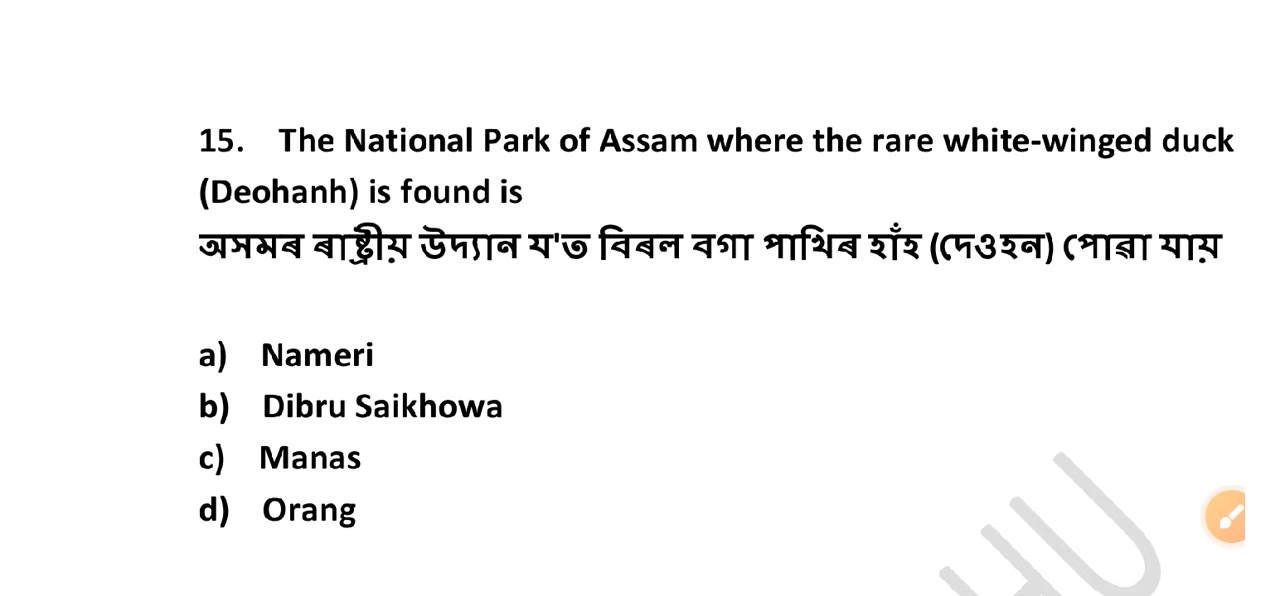 15. The National Park of Assam where the rare white-winged duck
(Deohanh) is found is
অসমৰ ৰাষ্ট্ৰীয় উদ্যান য'ত বিৰল বগা পাখিৰ হাঁহ (দেওহন) পোৱা যায়
a) Nameri
b) Dibru Saikhowa
c) Manas
d) Orang
HU